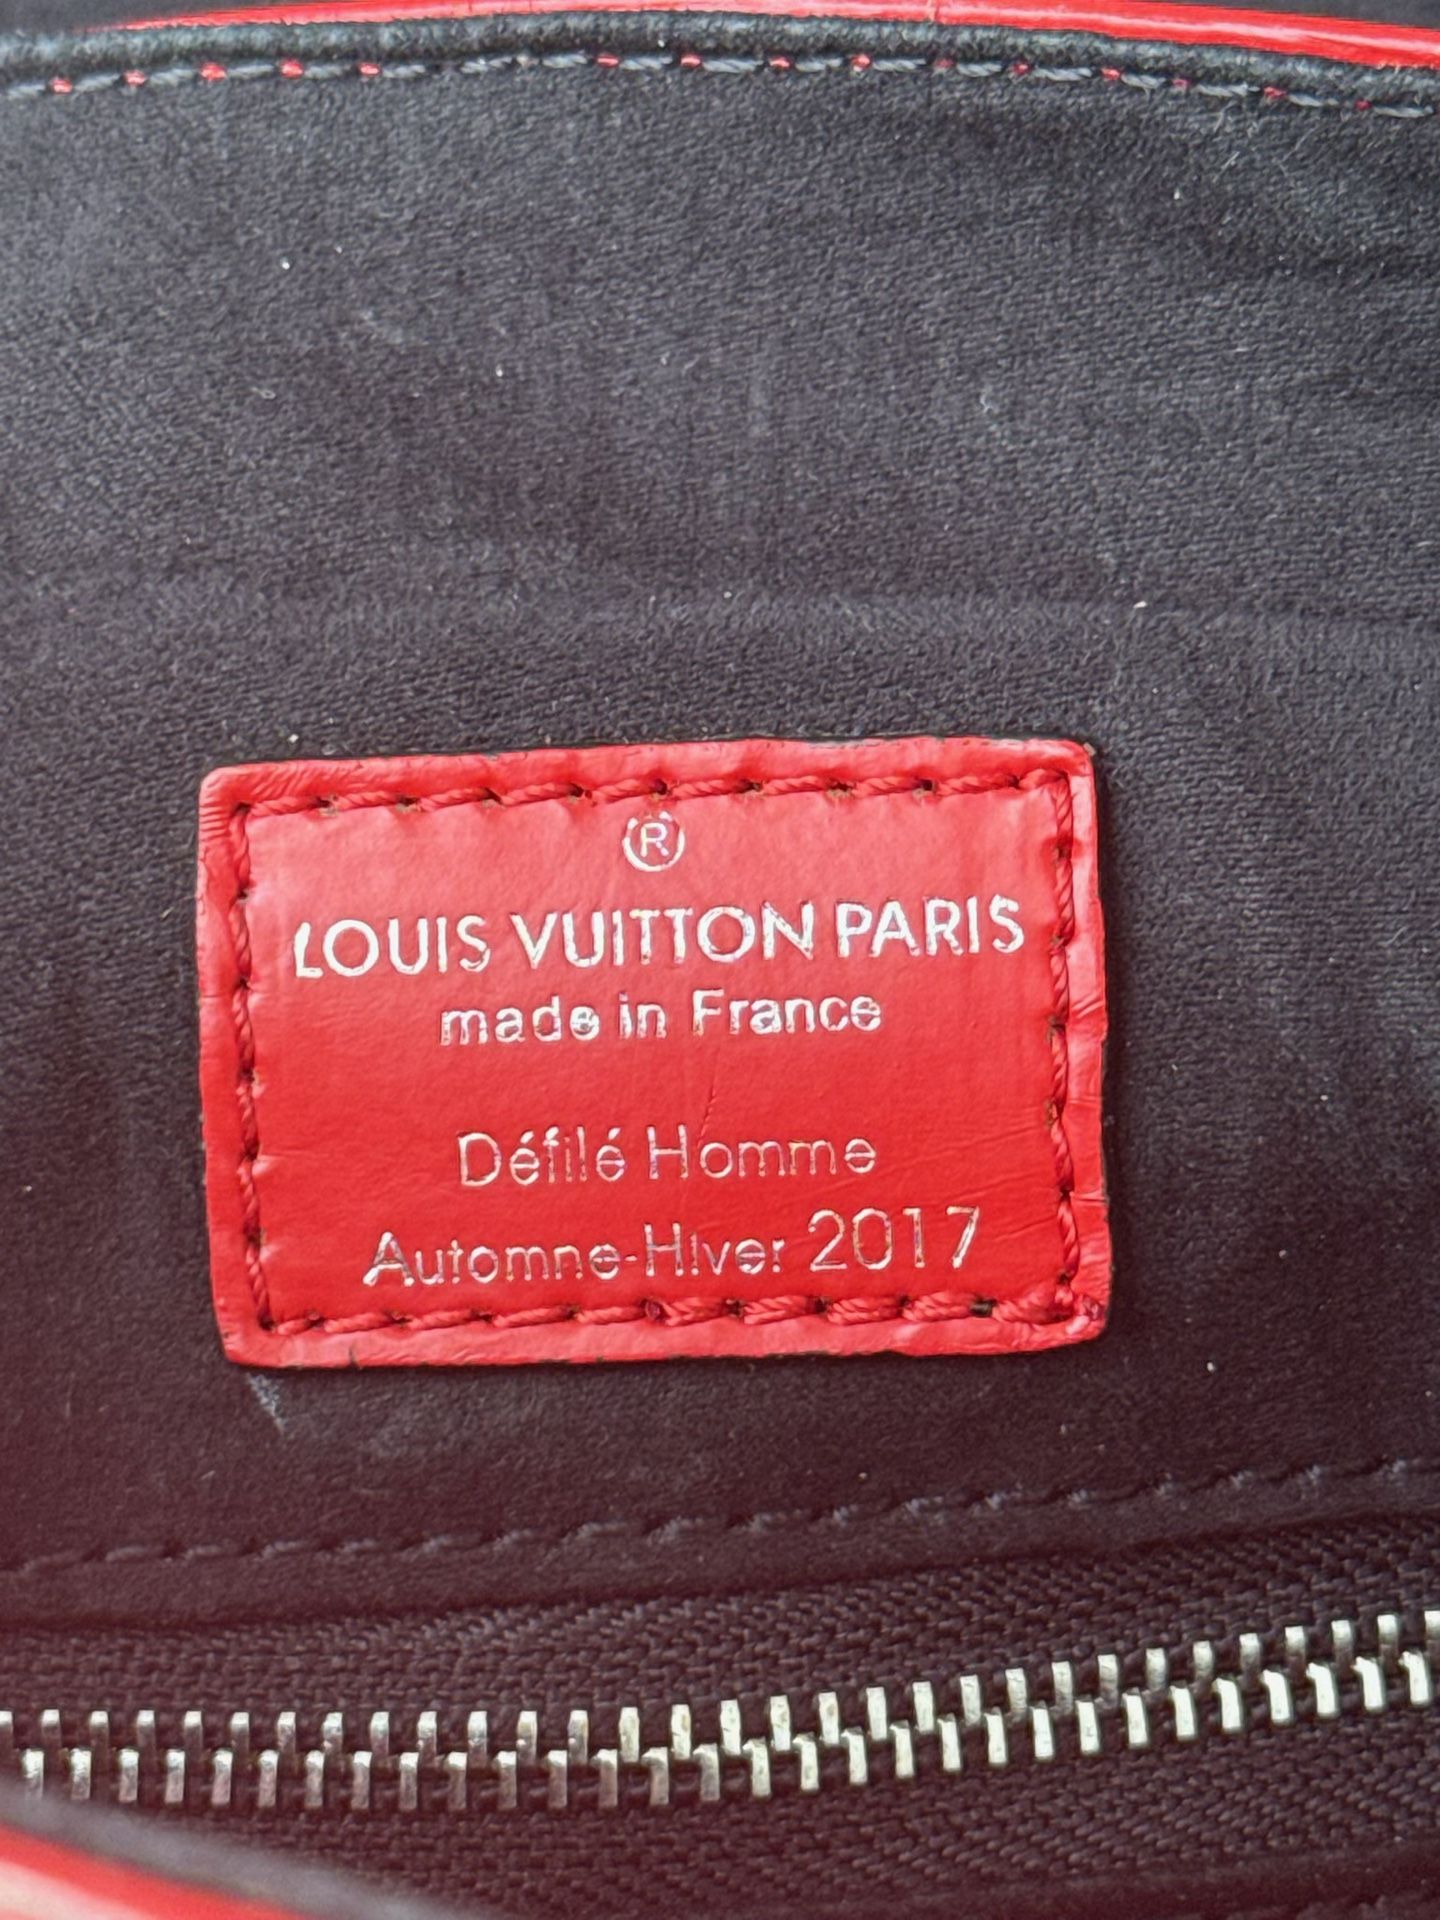 ®
LOUIS VUITTON PARIS
made in France
Défilé Homme
Automne-Hiver 2017